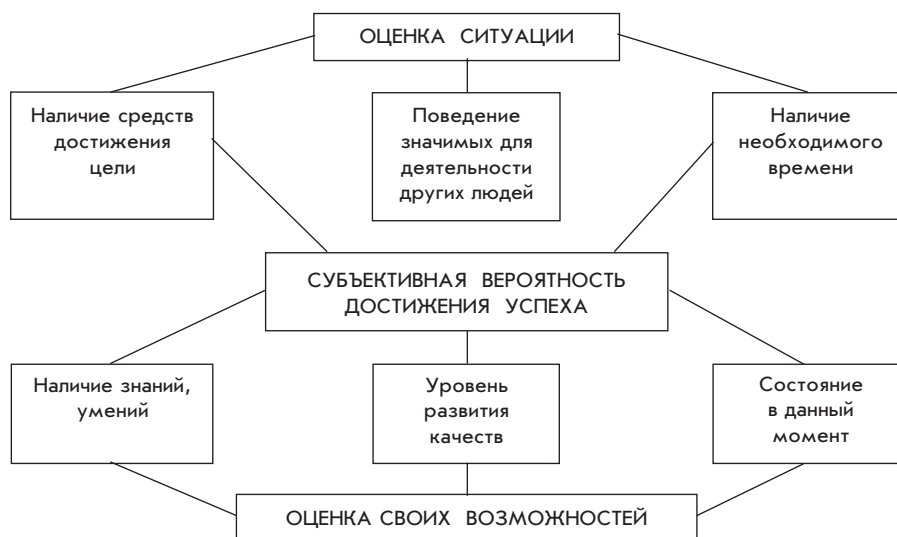 ОЦЕНКА СИТУАЦИИ
Наличие средств
достижения
цели
Поведение
значимых для
деятельности
других людей
Наличие
необходимого
времени
СУБЪЕКТИВНАЯ ВЕРОЯТНОСТЬ
ДОСТИЖЕНИЯ УСПЕХА
Наличие знаний,
умений
Уровень
развития
качеств
Состояние
в данный
момент
ОЦЕНКА СВОИХ ВОЗМОЖНОСТЕЙ